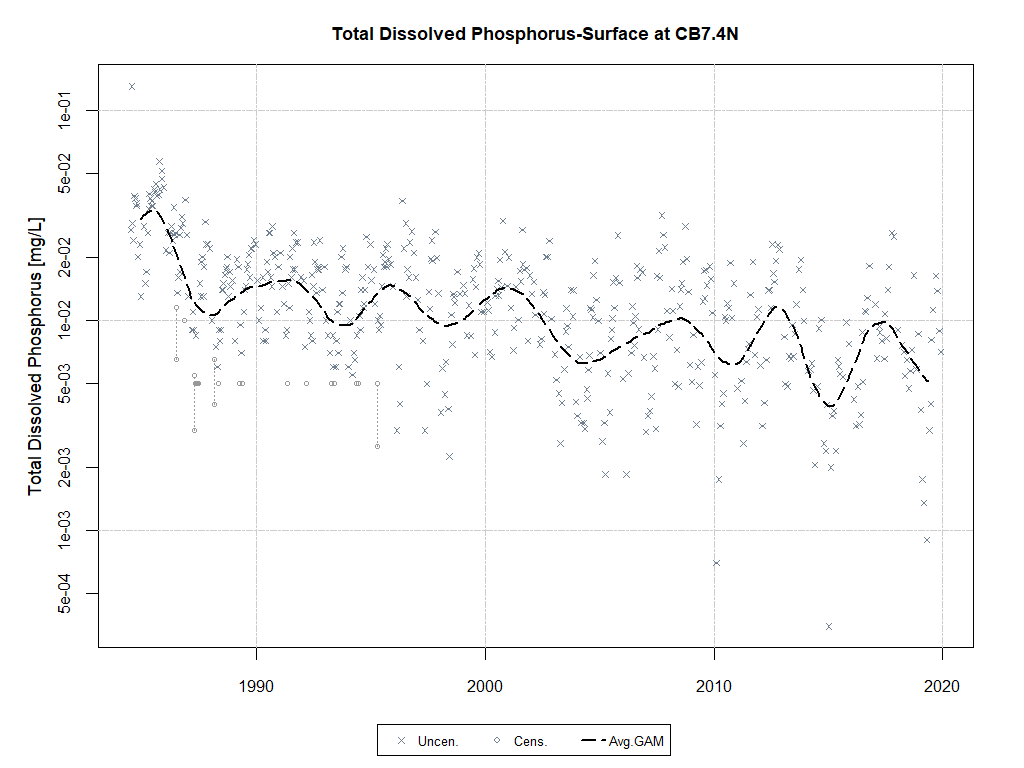 Total Dissolved Phosphorus-Surface at CB7.4N
Total Dissolved Phosphorus [mg/L]
1e-01
5e-02
2e-02
1e-02
5e-03
2e-03
1e-03
5e-04
1990 2000 2010 2020
Uncen. Cens. Avg.GAM